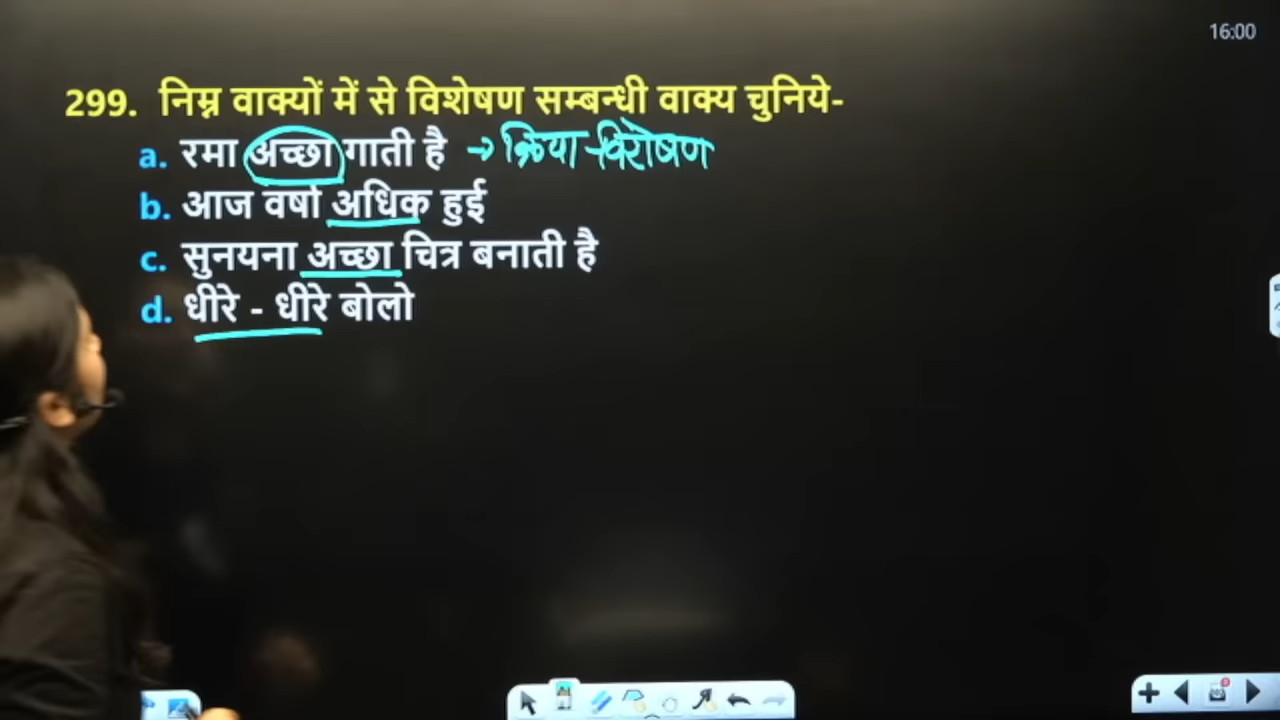 16:00
299. निम्न वाक्यों में से विशेषण सम्बन्धी वाक्य चुनिये-
a. रमा अच्छा गाती है → क्रिया-विशेषण
b. आज वर्षा अधिक हुई
c. सुनयना अच्छा चित्र बनाती है
d. धीरे - धीरे बोलो